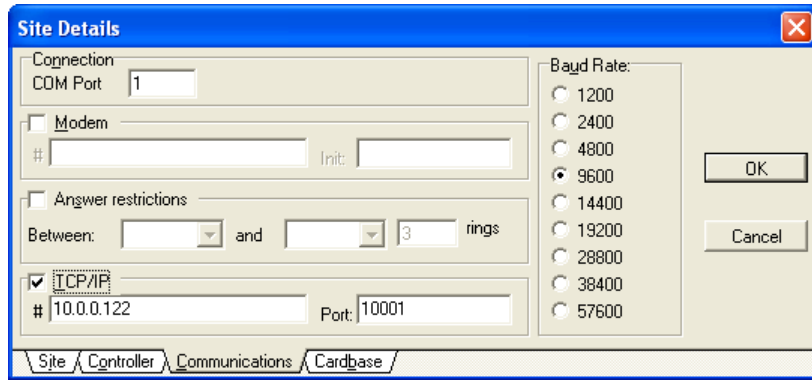 Site Details
Connection
COM Port 1
Modem
# Init:
Answer restrictions
Between: and 3 rings
TCP/IP
# 10.0.0.122 Port: 10001
Baud Rate:
1200
2400
4800
9600
14400
19200
28800
38400
57600
OK
Cancel
Site Controller Communications Cardbase